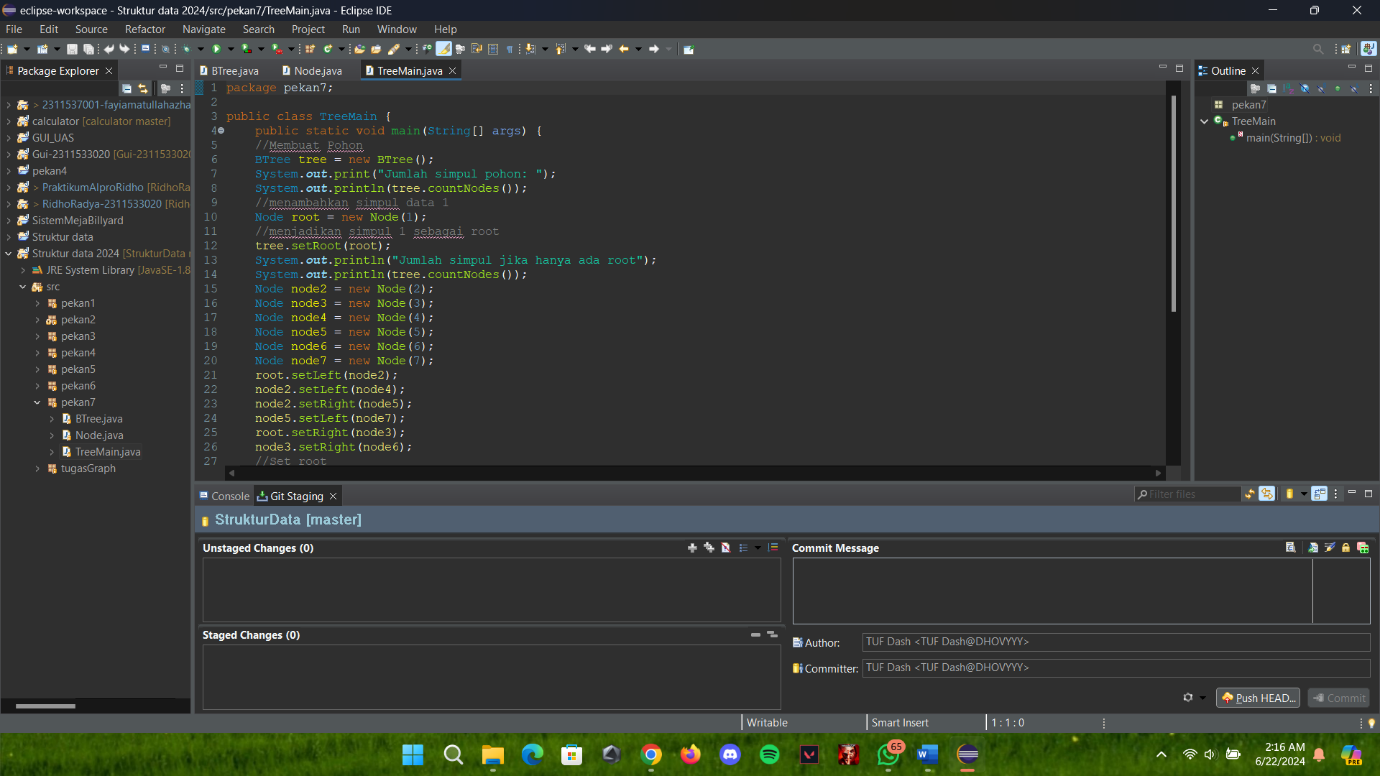 eclipse-workspace - Struktur data 2024/src/pekan7/TreeMain.java - Eclipse IDE
File Edit Source Refactor Navigate Search Project Run Window Help
Package Explorer
> 2311537001-fayiamatullahazha
calculator [calculator master]
GUI_UAS
Gui-2311533020 [Gui-2311533020
pekan4
> PraktikumAlproRidho [RidhoRa
> RidhoRadya-2311533020 [Ridh
SistemMejaBillyard
Struktur data
Struktur data 2024 [StrukturData
JRE System Library [JavaSE-1.8
src
pekan1
pekan2
pekan3
pekan4
pekan5
pekan6
pekan7
BTree.java
Node.java
TreeMain.java
tugasGraph
BTree.java Node.java TreeMain.java
1 package pekan7;
2
3 public class TreeMain {
4 public static void main(String[] args) {
5 //Membuat Pohon
6 BTree tree = new BTree();
7 System.out.print("Jumlah simpul pohon: ");
8 System.out.println(tree.countNodes());
9 //menambahkan simpul data 1
10 Node root = new Node(1);
11 //menjadikan simpul 1 sebagai root
12 tree.setRoot(root);
13 System.out.println("Jumlah simpul jika hanya ada root");
14 System.out.println(tree.countNodes());
15 Node node2 = new Node(2);
16 Node node3 = new Node(3);
17 Node node4 = new Node(4);
18 Node node5 = new Node(5);
19 Node node6 = new Node(6);
20 Node node7 = new Node(7);
21 root.setLeft(node2);
22 node2.setLeft(node4);
23 node2.setRight(node5);
24 node5.setLeft(node7);
25 root.setRight(node3);
26 node3.setRight(node6);
27 //Set root
Outline
pekan7
TreeMain
main(String[]) : void
Console Git Staging
Filter files
StrukturData [master]
Unstaged Changes (0)
Staged Changes (0)
Commit Message
Author: TUF Dash <TUF Dash@DHOVYYY>
Committer: TUF Dash <TUF Dash@DHOVYYY>
Push HEAD... Commit
Writable Smart Insert 1 : 1 : 0
65
2:16 AM
6/22/2024
PRE